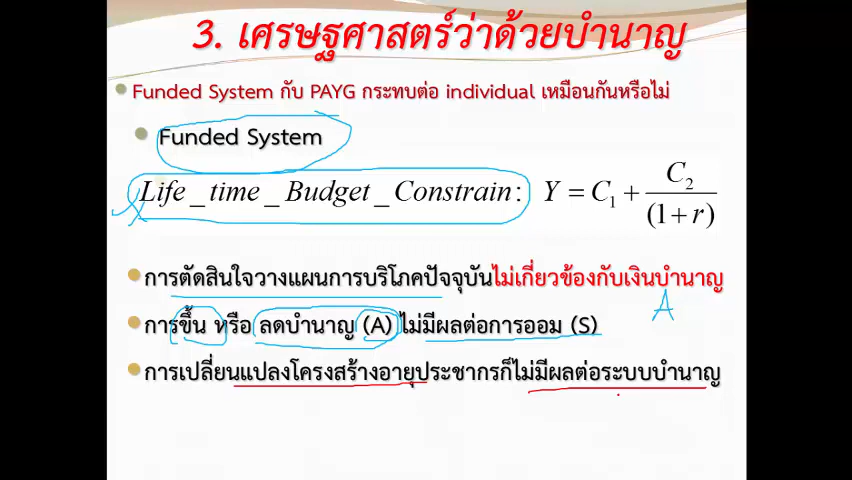 3. เศรษฐศาสตร์ว่าด้วยบำนาญ
Funded System กับ PAYG กระทบต่อ individual เหมือนกันหรือไม่
Funded System
Life_time_Budget_Constrain: Y = C₁ + C₂/(1+r)
การตัดสินใจวางแผนการบริโภคปัจจุบันไม่เกี่ยวข้องกับเงินบำนาญ
A
การขึ้น หรือ ลดบำนาญ (A) ไม่มีผลต่อการออม (S)
การเปลี่ยนแปลงโครงสร้างอายุประชากรก็ไม่มีผลต่อระบบบำนาญ